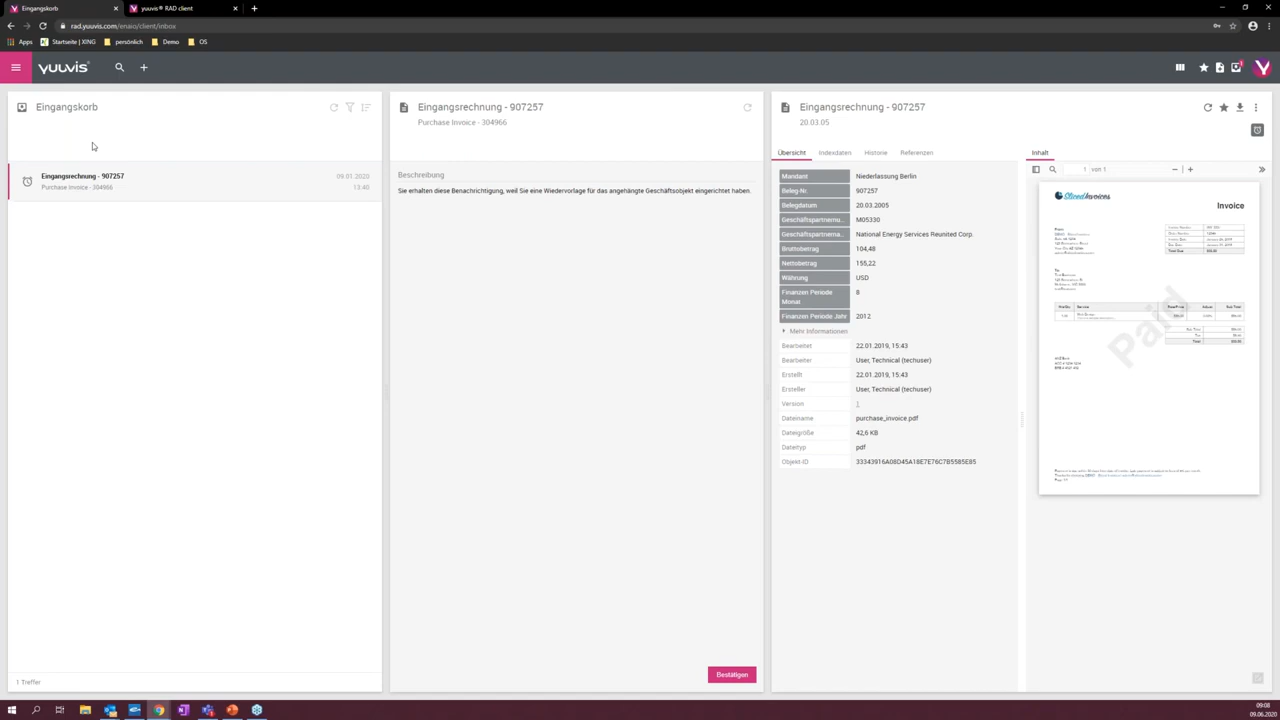 Eingangskorb
yuuvis® RAD client
rad.yuuvis.com/enaio/client/inbox
Apps
Startseite | XING
persönlich
Demo
OS
yuuvis
Eingangskorb
Eingangsrechnung - 907257
Purchase Invoice - 304966
09.01 2020
13:40
1 Treffer
Eingangsrechnung - 907257
Purchase Invoice - 304966
Beschreibung
Sie erhalten diese Benachrichtigung, weil Sie eine Wiedervorlage für das angehängte Geschäftsobjekt eingerichtet haben.
Bestätigen
Eingangsrechnung - 907257
20.03.05
Übersicht
Indexdaten
Historie
Referenzen
Mandant Niederlassung Berlin
Beleg-Nr. 907257
Belegdatum 20.03.2005
Geschäftspartnernu... M05330
Geschäftspartnerna... National Energy Services Reunited Corp.
Bruttobetrag 104,48
Nettobetrag 155,22
Währung USD
Finanzen Periode Monat 8
Finanzen Periode Jahr 2012
Mehr Informationen
Bearbeitet 22.01.2019, 15:43
Bearbeiter User, Technical (techuser)
Erstellt 22.01.2019, 15:43
Ersteller User, Technical (techuser)
Version 1
Dateiname purchase_invoice.pdf
Dateigröße 42,6 KB
Dateityp pdf
Objekt-ID 33343916A08D45A18E7E76C7B5585E85
Inhalt
1 von 1
Sliced Invoices
Invoice
Paid
09:08
09.06.2020